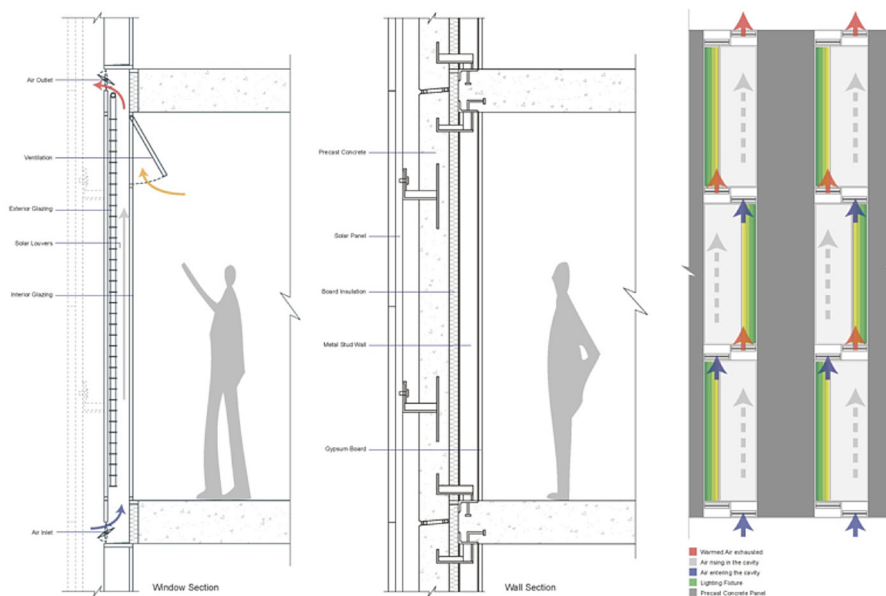 Air Outlet
Ventilation
Exterior Glazing
Solar Louvers
Interior Glazing
Air Inlet
Window Section
Precast Concrete
Solar Panel
Board Insulation
Metal Stud Wall
Gypsum Board
Wall Section
Warmed Air exhausted
Air rising in the cavity
Air entering the cavity
Lighting Fixture
Precast Concrete Panel